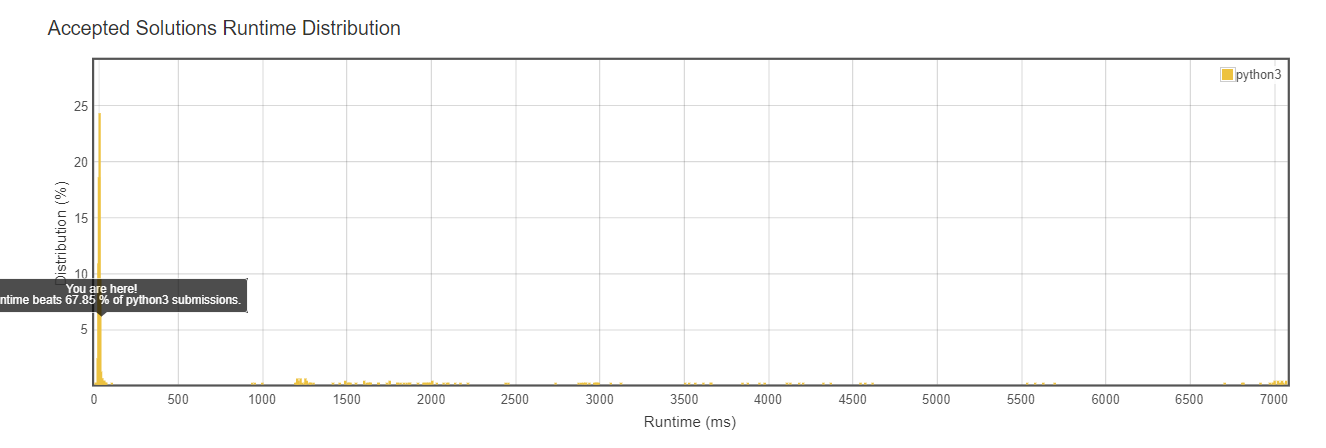 Accepted Solutions Runtime Distribution
python3
25
20
15
10
5
Distribution (%)
You are here!
ntime beats 67.85 % of python3 submissions.
0 500 1000 1500 2000 2500 3000 3500 4000 4500 5000 5500 6000 6500 7000
Runtime (ms)